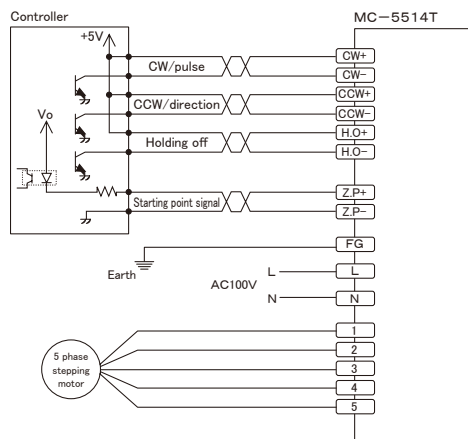 Controller
MC-5514T
+5V
CW/pulse
CW+
CW-
CCW/direction
CCW+
CCW-
Vo
Holding off
H.O+
H.O-
Starting point signal
Z.P+
Z.P-
FG
Earth
AC100V
L
L
N
N
5 phase
stepping
motor
1
2
3
4
5